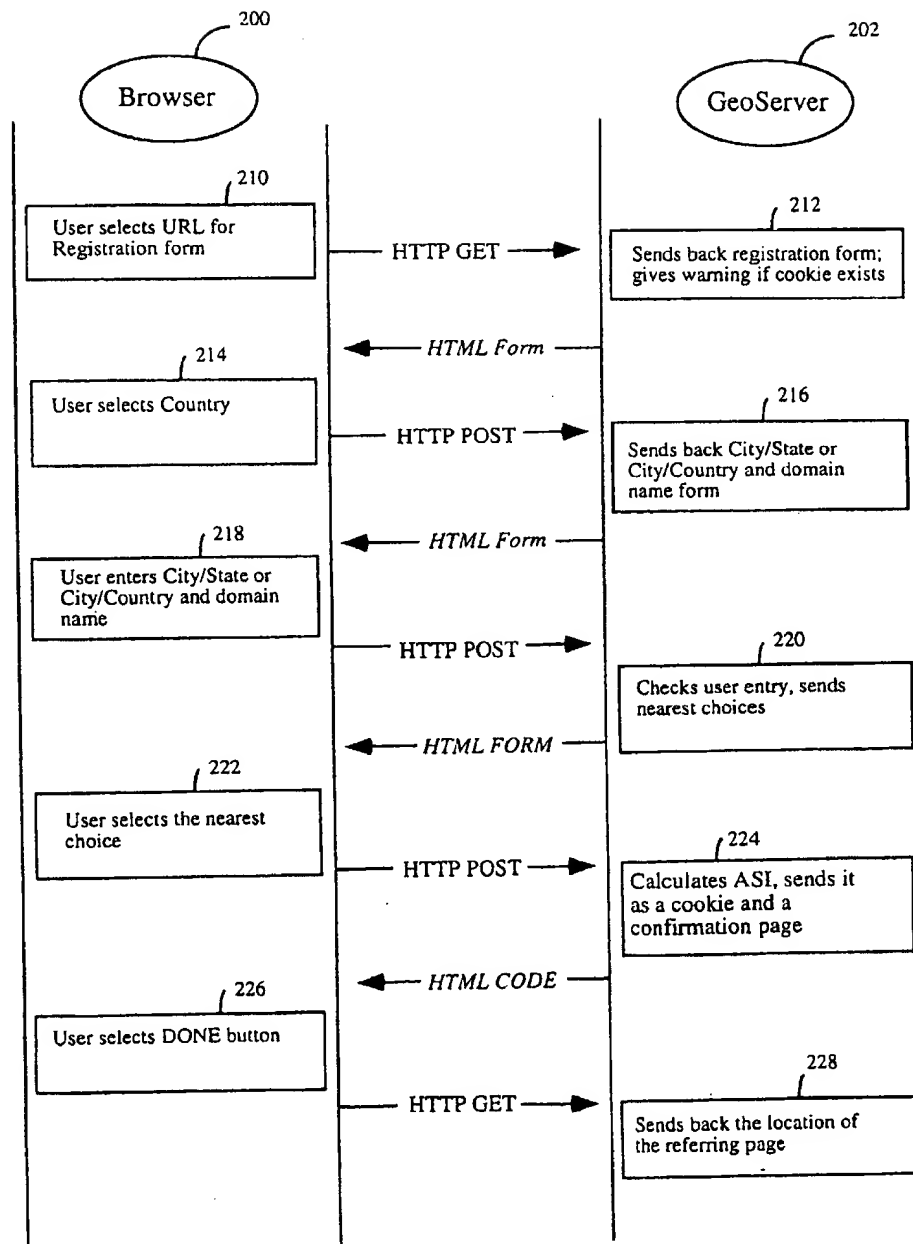 200
202
Browser
GeoServer
210
User selects URL for
Registration form
HTTP GET
212
Sends back registration form;
gives warning if cookie exists
HTML Form
214
User selects Country
HTTP POST
216
Sends back City/State or
City/Country and domain
name form
HTML Form
218
User enters City/State or
City/Country and domain
name
HTTP POST
220
Checks user entry, sends
nearest choices
HTML FORM
222
User selects the nearest
choice
HTTP POST
224
Calculates ASI, sends it
as a cookie and a
confirmation page
HTML CODE
226
User selects DONE button
HTTP GET
228
Sends back the location of
the referring page